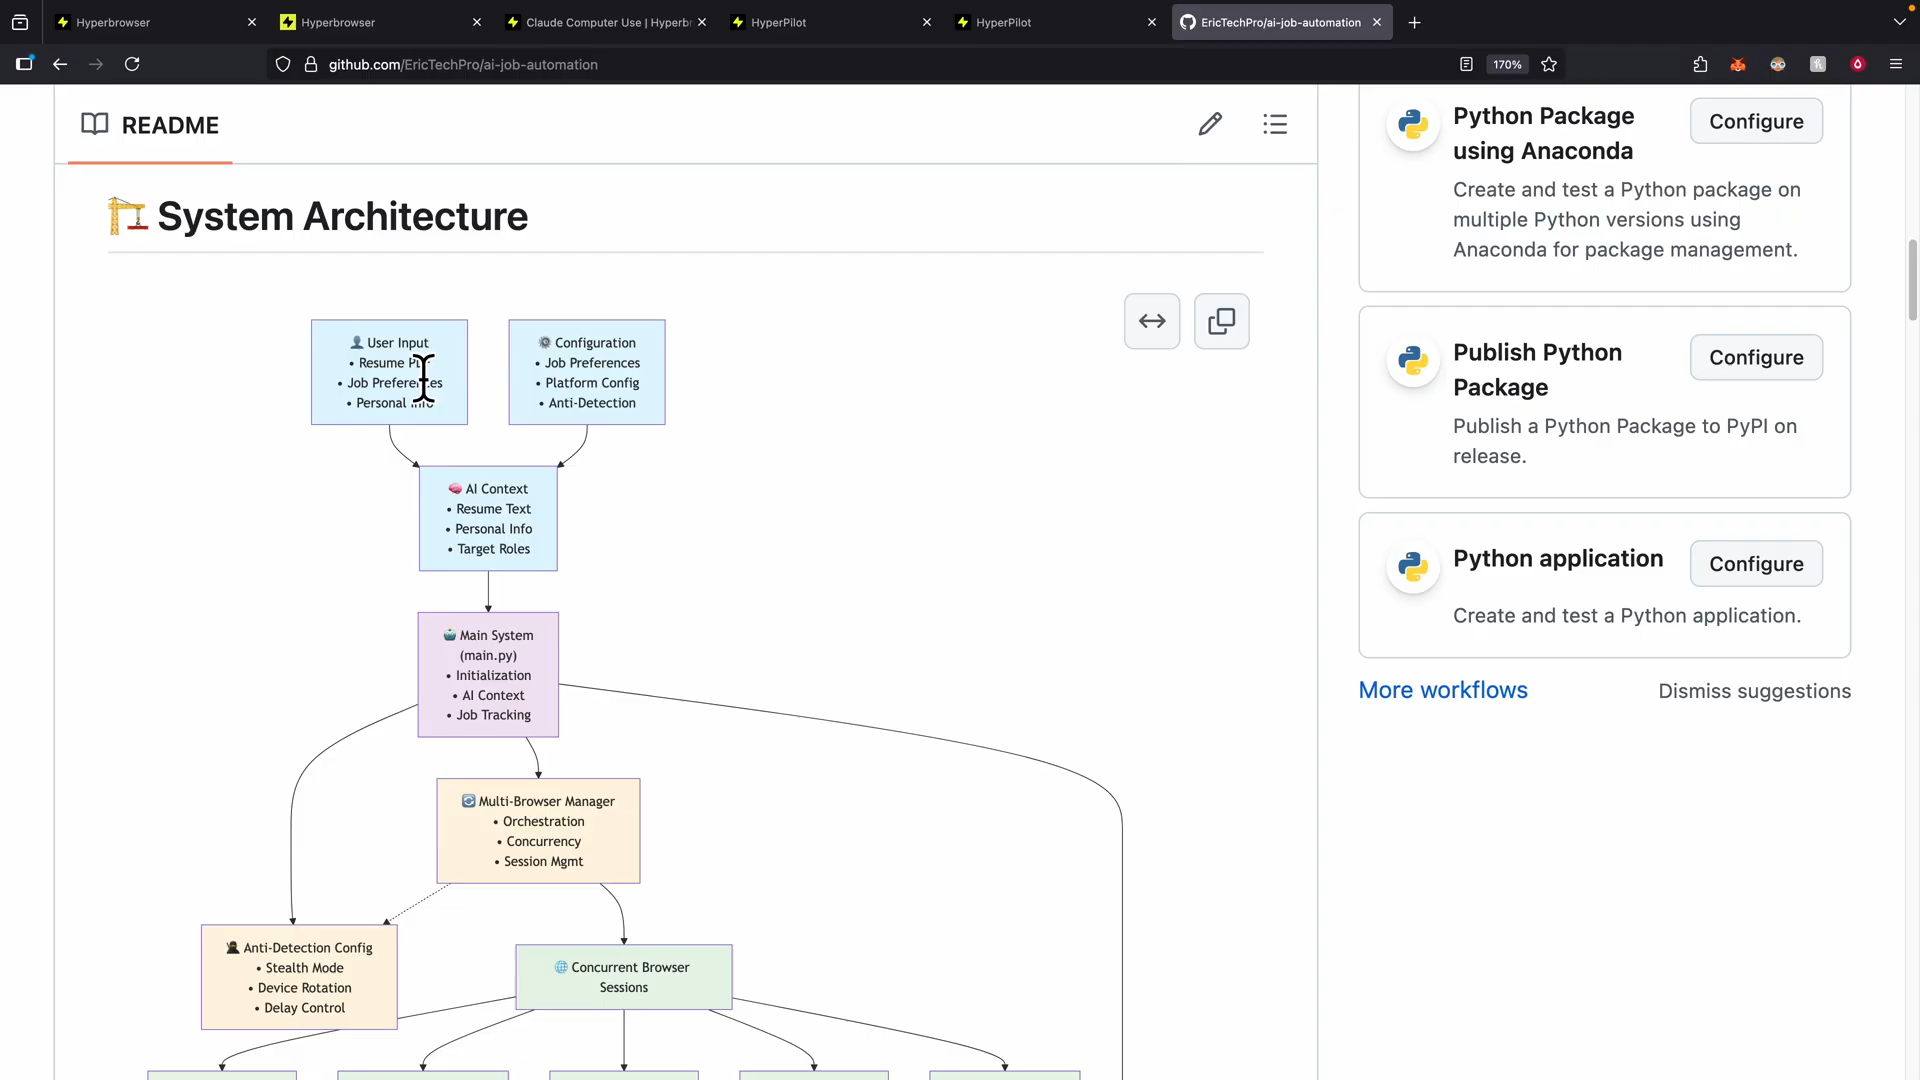 Hyperbrowser
Hyperbrowser
Claude Computer Use | Hyperbr
HyperPilot
HyperPilot
EricTechPro/ai-job-automation
github.com/EricTechPro/ai-job-automation
170%
README
System Architecture
User Input
• Resume
• Job Preferences
• Personal Info
Configuration
• Job Preferences
• Platform Config
• Anti-Detection
AI Context
• Resume Text
• Personal Info
• Target Roles
Main System
(main.py)
• Initialization
• AI Context
• Job Tracking
Multi-Browser Manager
• Orchestration
• Concurrency
• Session Mgmt
Anti-Detection Config
• Stealth Mode
• Device Rotation
• Delay Control
Concurrent Browser
Sessions
Python Package
using Anaconda
Configure
Create and test a Python package on
multiple Python versions using
Anaconda for package management.
Publish Python
Package
Configure
Publish a Python Package to PyPI on
release.
Python application
Configure
Create and test a Python application.
More workflows
Dismiss suggestions